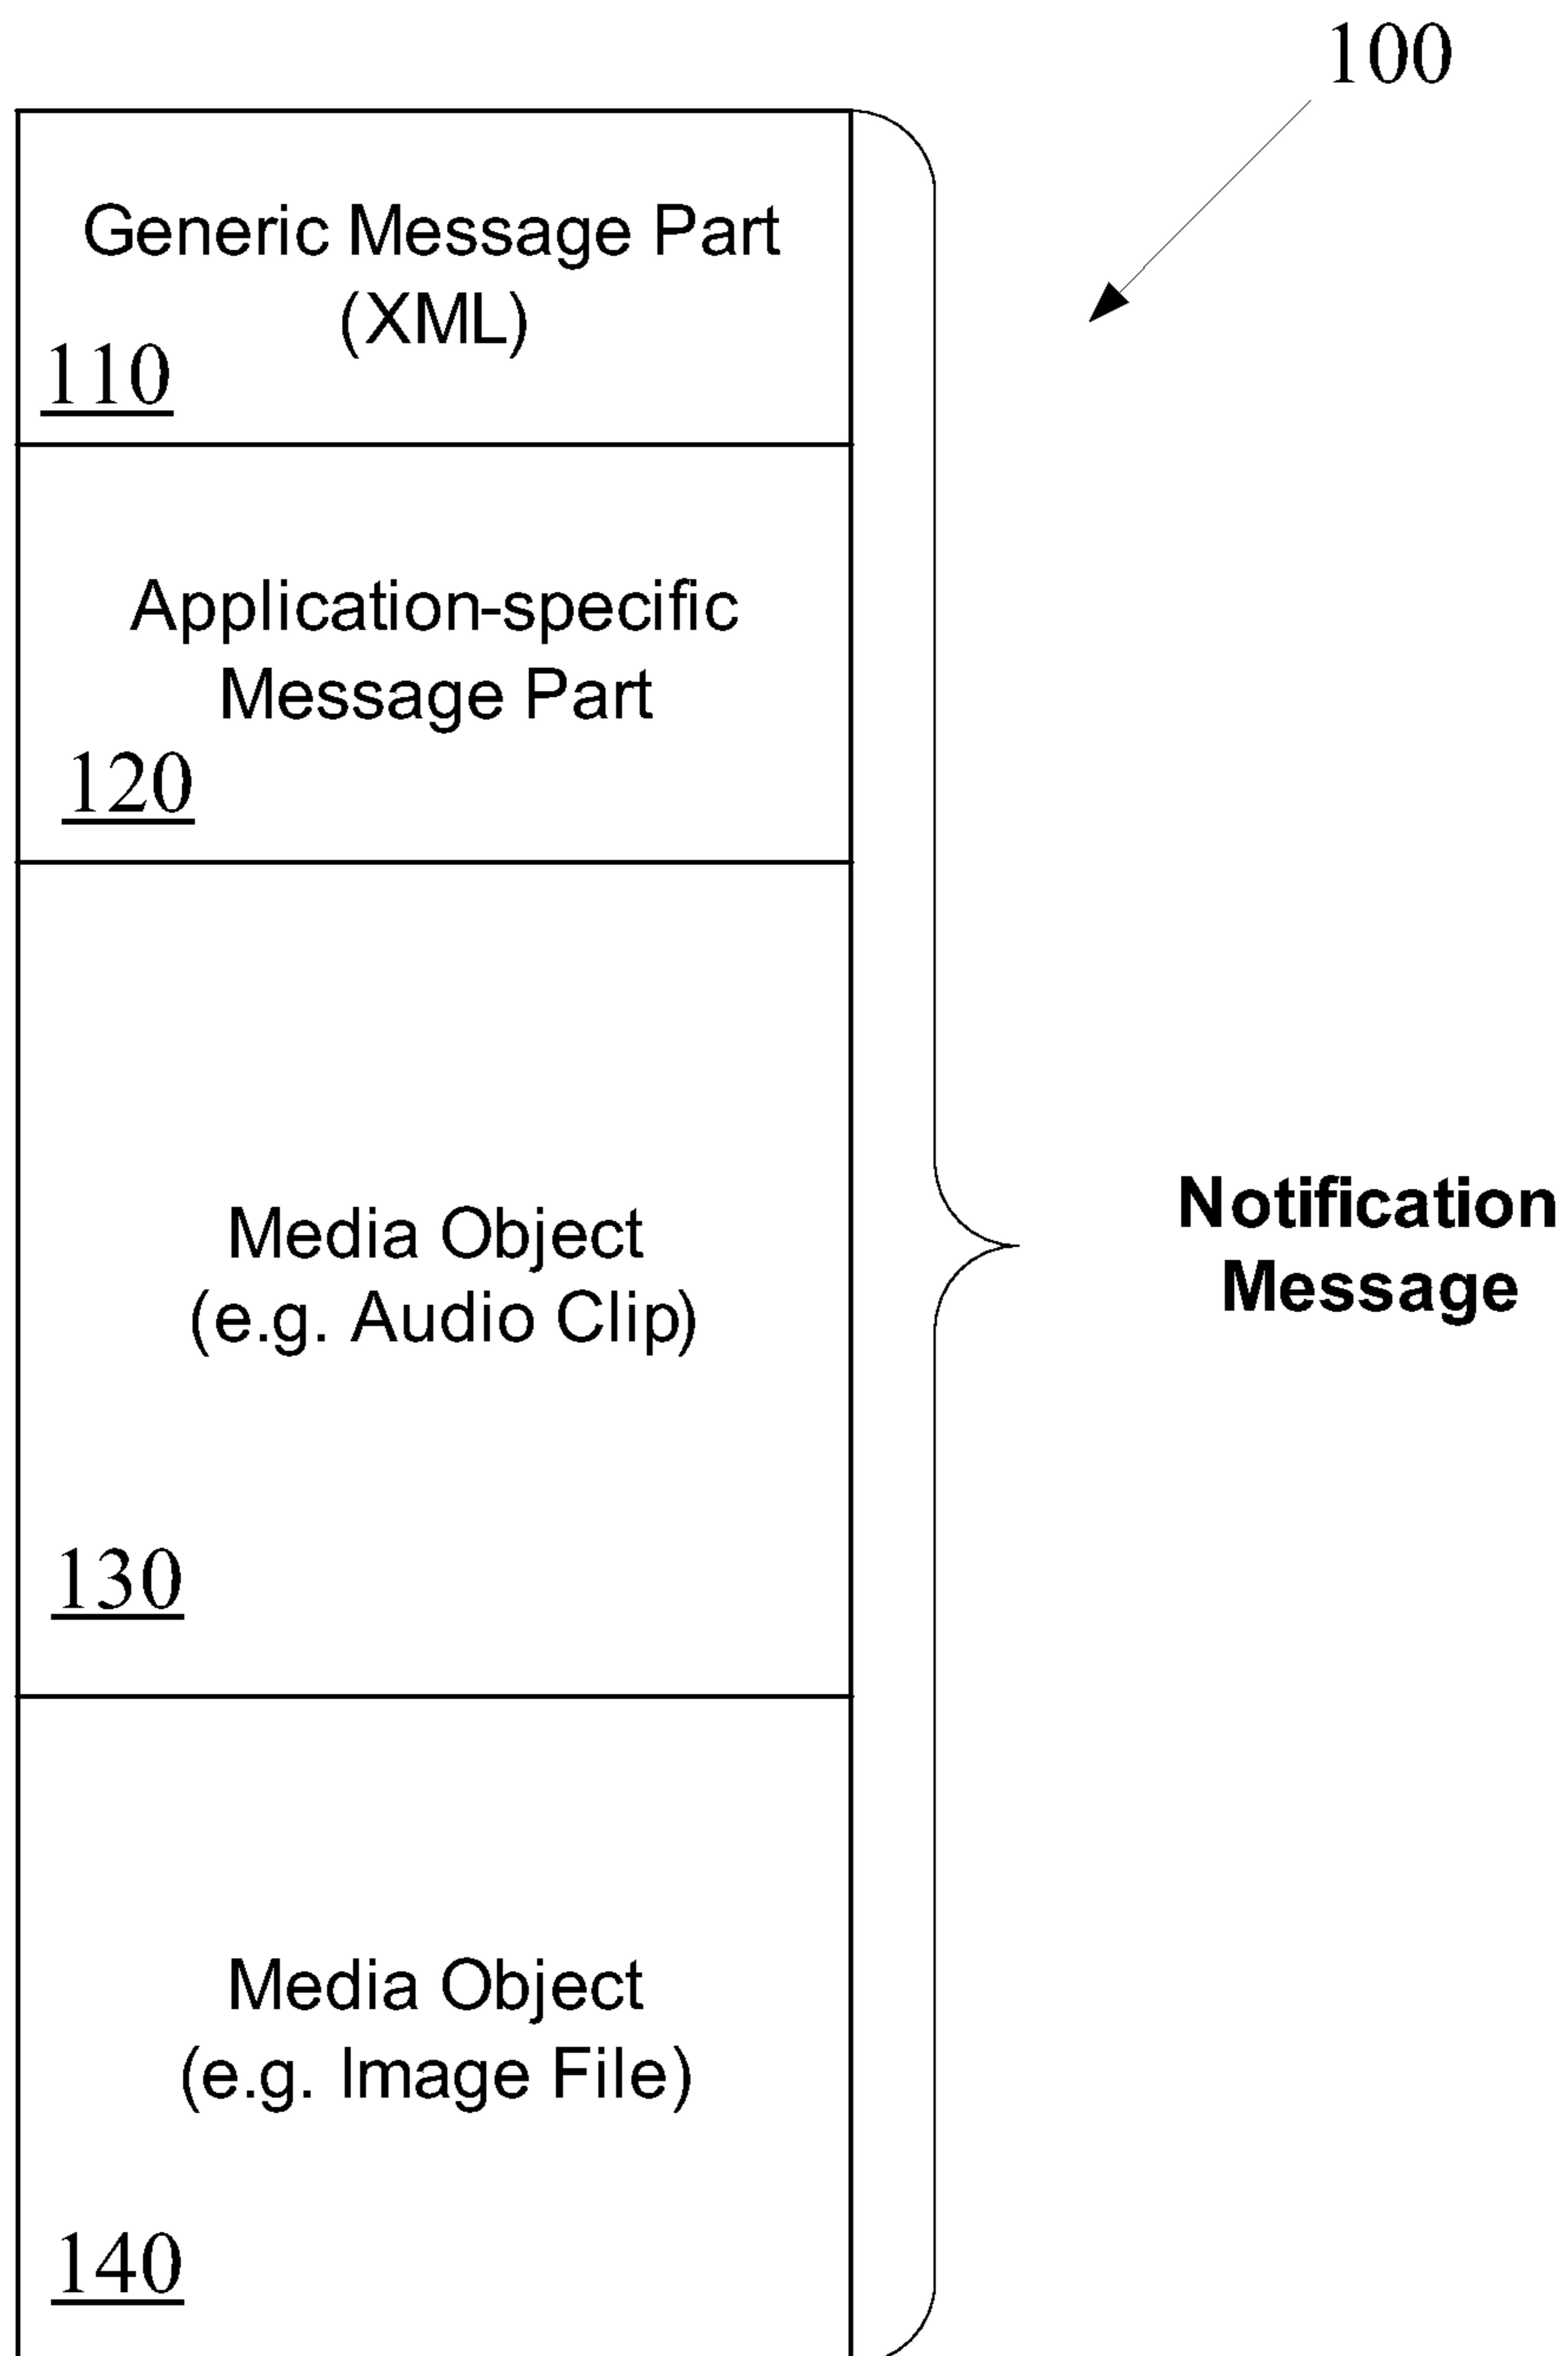 100
Generic Message Part
(XML)
110
Application-specific
Message Part
120
Media Object
(e.g. Audio Clip)
130
Notification
Message
Media Object
(e.g. Image File)
140